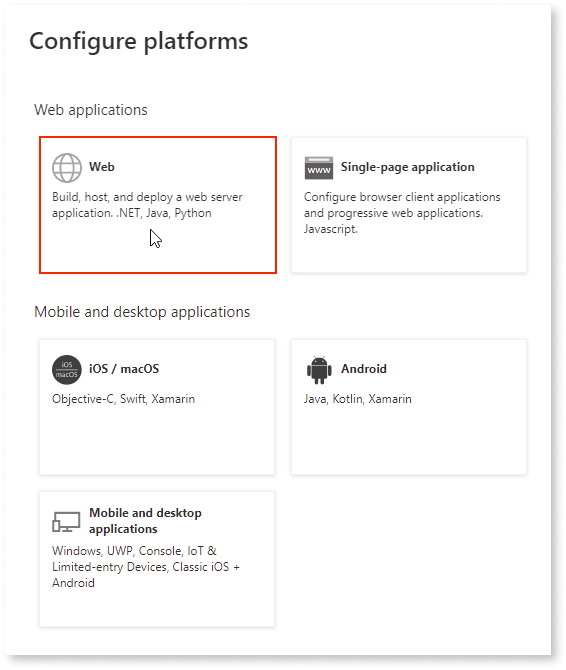 Configure platforms
Web applications
Web
Build, host, and deploy a web server
application. .NET, Java, Python
www
Single-page application
Configure browser client applications
and progressive web applications.
Javascript.
Mobile and desktop applications
iOS
macOS
iOS / macOS
Objective-C, Swift, Xamarin
Android
Java, Kotlin, Xamarin
Mobile and desktop
applications
Windows, UWP, Console, IoT &
Limited-entry Devices, Classic iOS +
Android